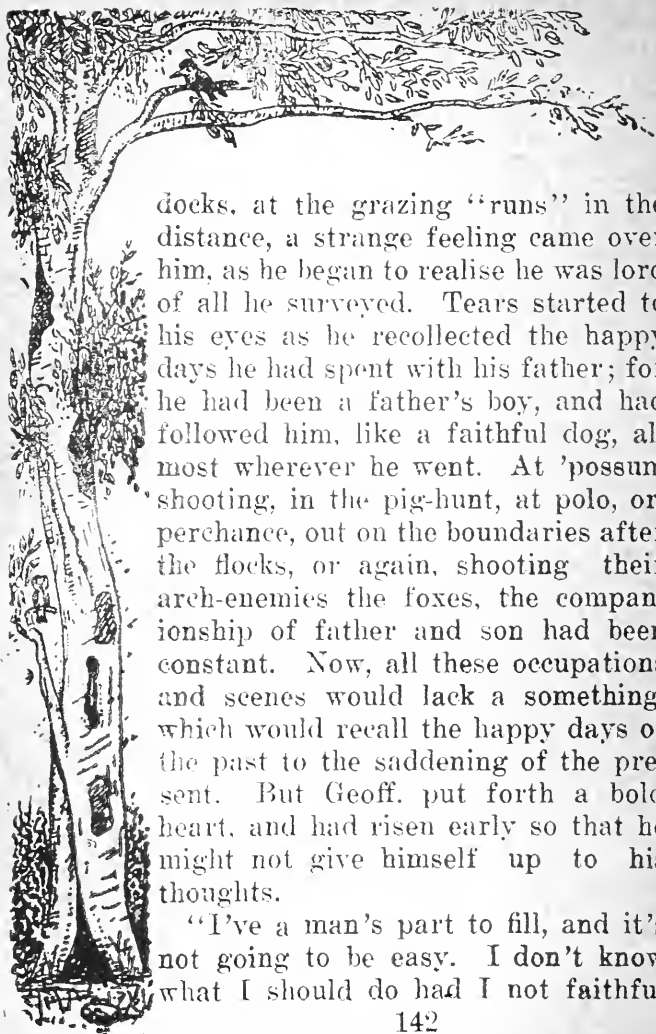 docks, at the grazing "runs" in the
distance, a strange feeling came over
him, as he began to realise he was lord
of all he surveyed. Tears started to
his eyes as he recollected the happy
days he had spent with his father; for
he had been a father's boy, and had
followed him, like a faithful dog, al
most wherever he went. At 'possum
shooting, in the pig-hunt, at polo, or
perchance, out on the boundaries after
the flocks, or again, shooting their
arch-enemies the foxes, the compan
ionship of father and son had been
constant. Now, all these occupations
and scenes would lack a something
which would recall the happy days of
the past to the saddening of the pre
sent. But Geoff. put forth a bold
heart, and had risen early so that he
might not give himself up to his
thoughts.
"I've a man's part to fill, and it's
not going to be easy. I don't know
what I should do had I not faithful
142